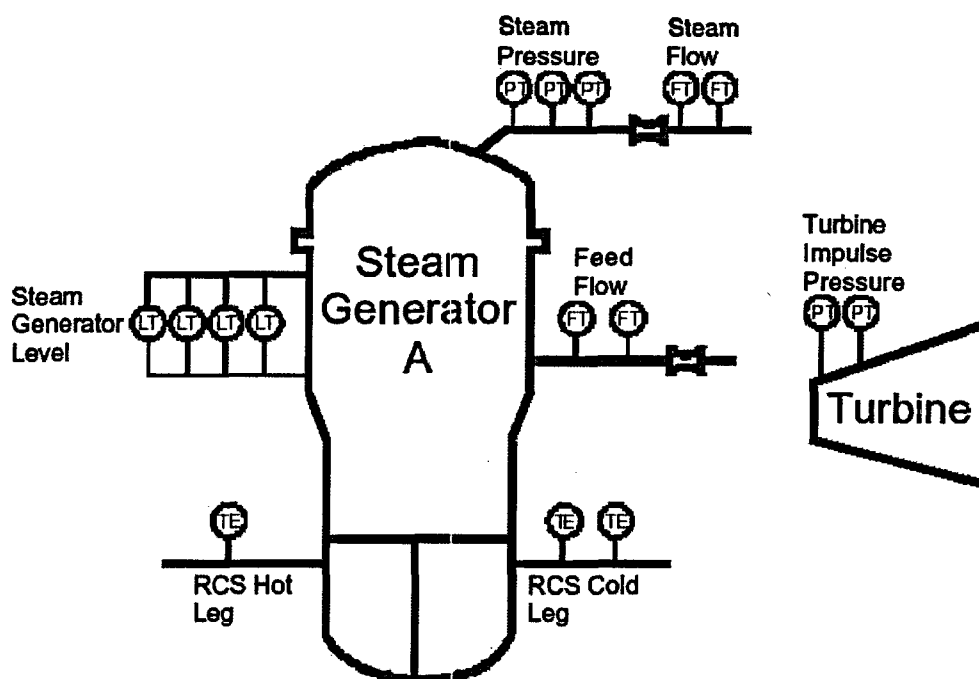 Steam
Pressure
PT PT PT
Steam
Flow
FT FT
Steam
Generator
A
Steam
Generator
Level
LT LT LT LT
Feed
Flow
FT FT
Turbine
Impulse
Pressure
PT PT
Turbine
TE
RCS Hot
Leg
TE TE
RCS Cold
Leg